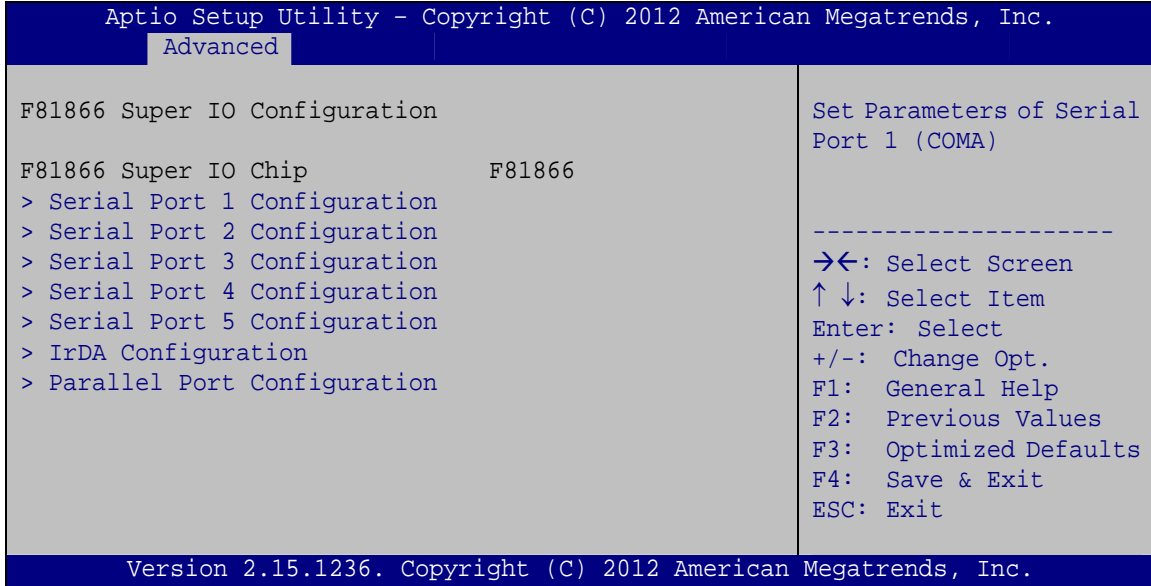 Aptio Setup Utility – Copyright (C) 2012 American Megatrends, Inc.
Advanced
F81866 Super IO Configuration
F81866 Super IO Chip F81866
> Serial Port 1 Configuration
> Serial Port 2 Configuration
> Serial Port 3 Configuration
> Serial Port 4 Configuration
> Serial Port 5 Configuration
> IrDA Configuration
> Parallel Port Configuration
Set Parameters of Serial
Port 1 (COMA)
---------------------
→←: Select Screen
↑ ↓: Select Item
Enter: Select
+/-: Change Opt.
F1: General Help
F2: Previous Values
F3: Optimized Defaults
F4: Save & Exit
ESC: Exit
Version 2.15.1236. Copyright (C) 2012 American Megatrends, Inc.